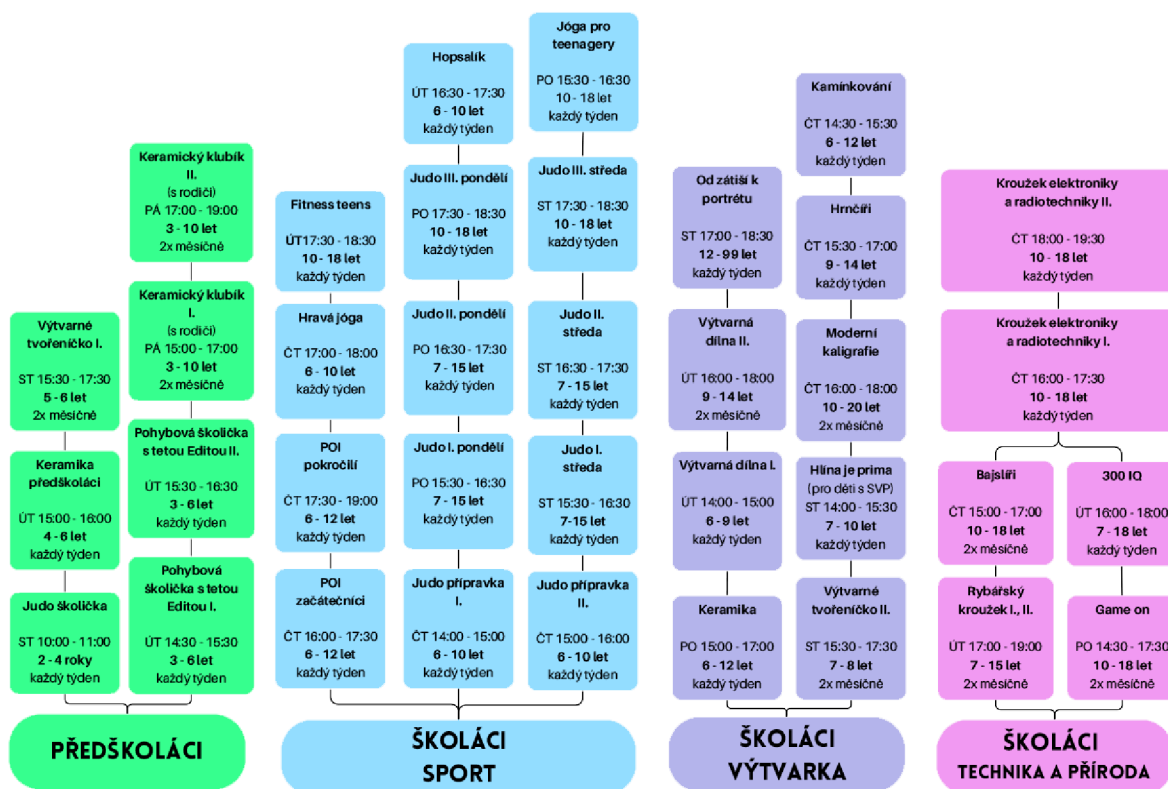 Keramický klubík
II.
(s rodiči)
PÁ 17:00 - 19:00
3 - 10 let
2x měsíčně
Keramický klubík
I.
(s rodiči)
PÁ 15:00 - 17:00
3 - 10 let
2x měsíčně
Výtvarné
tvořeníčko I.
ST 15:30 - 17:30
5 - 6 let
2x měsíčně
Pohybová školička
s tetou Editou II.
ÚT 15:30 - 16:30
3 - 6 let
každý týden
Keramika
předškoláci
ÚT 15:00 - 16:00
4 - 6 let
každý týden
Pohybová
školička s tetou
Editou I.
ÚT 14:30 - 15:30
3 - 6 let
každý týden
Judo školička
ST 10:00 - 11:00
2 - 4 roky
každý týden
PŘEDŠKOLÁCI
Fitness teens
ÚT 17:30 - 18:30
10 - 18 let
každý týden
Hravá jóga
ČT 17:00 - 18:00
6 - 10 let
každý týden
POI
pokročilí
ČT 17:30 - 19:00
6 - 12 let
každý týden
POI
začátečníci
ČT 16:00 - 17:30
6 - 12 let
každý týden
Hopsalík
ÚT 16:30 - 17:30
6 - 10 let
každý týden
Judo III. pondělí
PO 17:30 - 18:30
10 - 18 let
každý týden
Judo II. pondělí
PO 16:30 - 17:30
7 - 15 let
každý týden
Judo I. pondělí
PO 15:30 - 16:30
7 - 15 let
každý týden
Judo přípravka
I.
ČT 14:00 - 15:00
6 - 10 let
každý týden
Jóga pro
teenagery
PO 15:30 - 16:30
10 - 18 let
každý týden
Judo III. středa
ST 17:30 - 18:30
10 - 18 let
každý týden
Judo II.
středa
ST 16:30 - 17:30
7 - 15 let
každý týden
Judo I.
středa
ST 15:30 - 16:30
7-15 let
každý týden
Judo přípravka
II.
ČT 15:00 - 16:00
6 - 10 let
každý týden
ŠKOLÁCI
SPORT
Od zátiší k
portrétu
ST 17:00 - 18:30
12 - 99 let
každý týden
Výtvarná
dílna II.
ÚT 16:00 - 18:00
9 - 14 let
2x měsíčně
Výtvarná dílna I.
ÚT 14:00 - 15:00
6 - 9 let
každý týden
Keramika
PO 15:00 - 17:00
6 - 12 let
každý týden
Kamínkování
ČT 14:30 - 15:30
6 - 12 let
každý týden
Hrnčíři
ČT 15:30 - 17:00
9 - 14 let
každý týden
Moderní
kaligrafie
ČT 16:00 - 18:00
10 - 20 let
2x měsíčně
Hlína je prima
(pro děti s SVP)
ST 14:00 - 15:30
7 - 10 let
každý týden
Výtvarné
tvořeníčko II.
ST 15:30 - 17:30
7 - 8 let
2x měsíčně
ŠKOLÁCI
VÝTVARKA
Kroužek elektroniky
a radiotechniky II.
ČT 18:00 - 19:30
10 - 18 let
každý týden
Kroužek elektroniky
a radiotechniky I.
ČT 16:00 - 17:30
10 - 18 let
každý týden
Bajslíři
ČT 15:00 - 17:00
10 - 18 let
2x měsíčně
300 IQ
ÚT 16:00 - 18:00
7 - 18 let
každý týden
Rybářský
kroužek I., II.
ÚT 17:00 - 19:00
7 - 15 let
2x měsíčně
Game on
PO 14:30 - 17:30
10 - 18 let
2x měsíčně
ŠKOLÁCI
TECHNIKA A PŘÍRODA